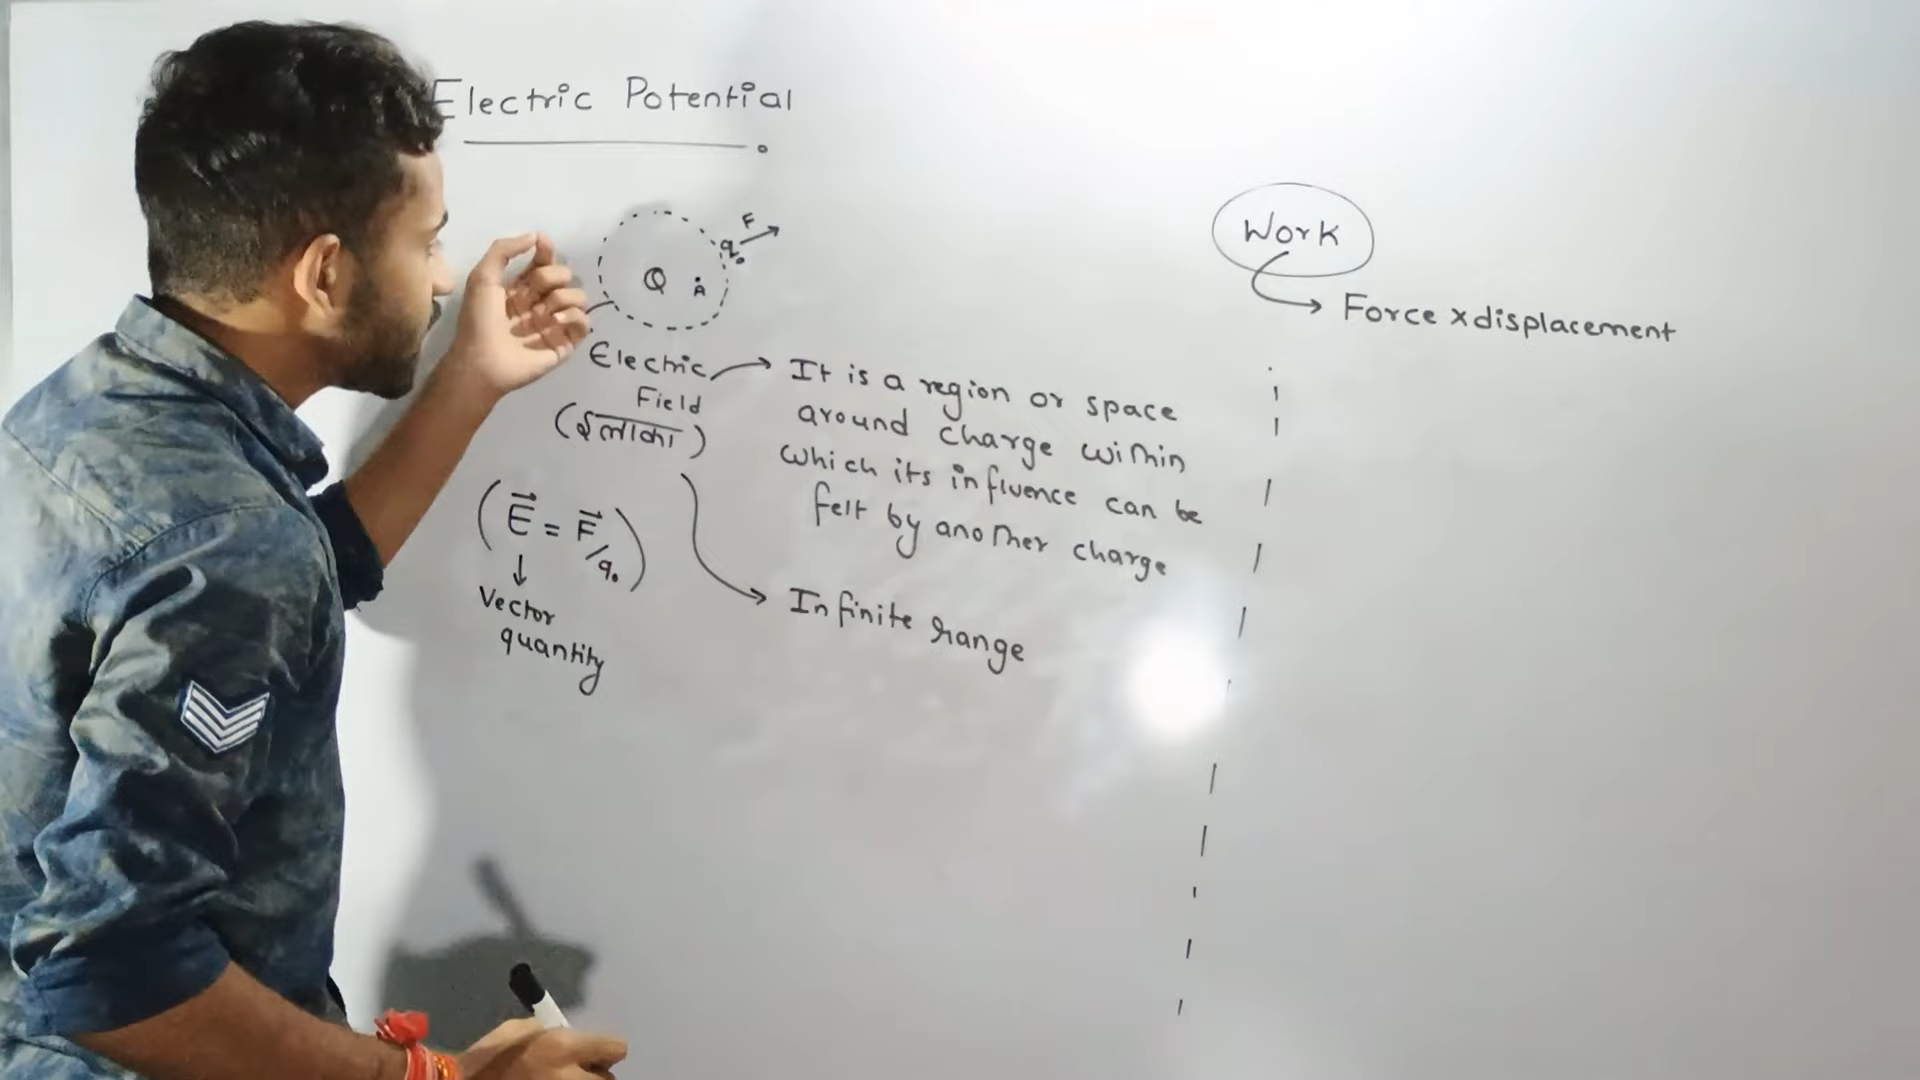 Electric Potential
F
q₀
Q
A
Electric
Field
(इलाका)
It is a region or space
around charge within
which its influence can be
felt by another charge
(E⃗ = F⃗/q₀)
Vector
quantity
Infinite range
Work
Force x displacement